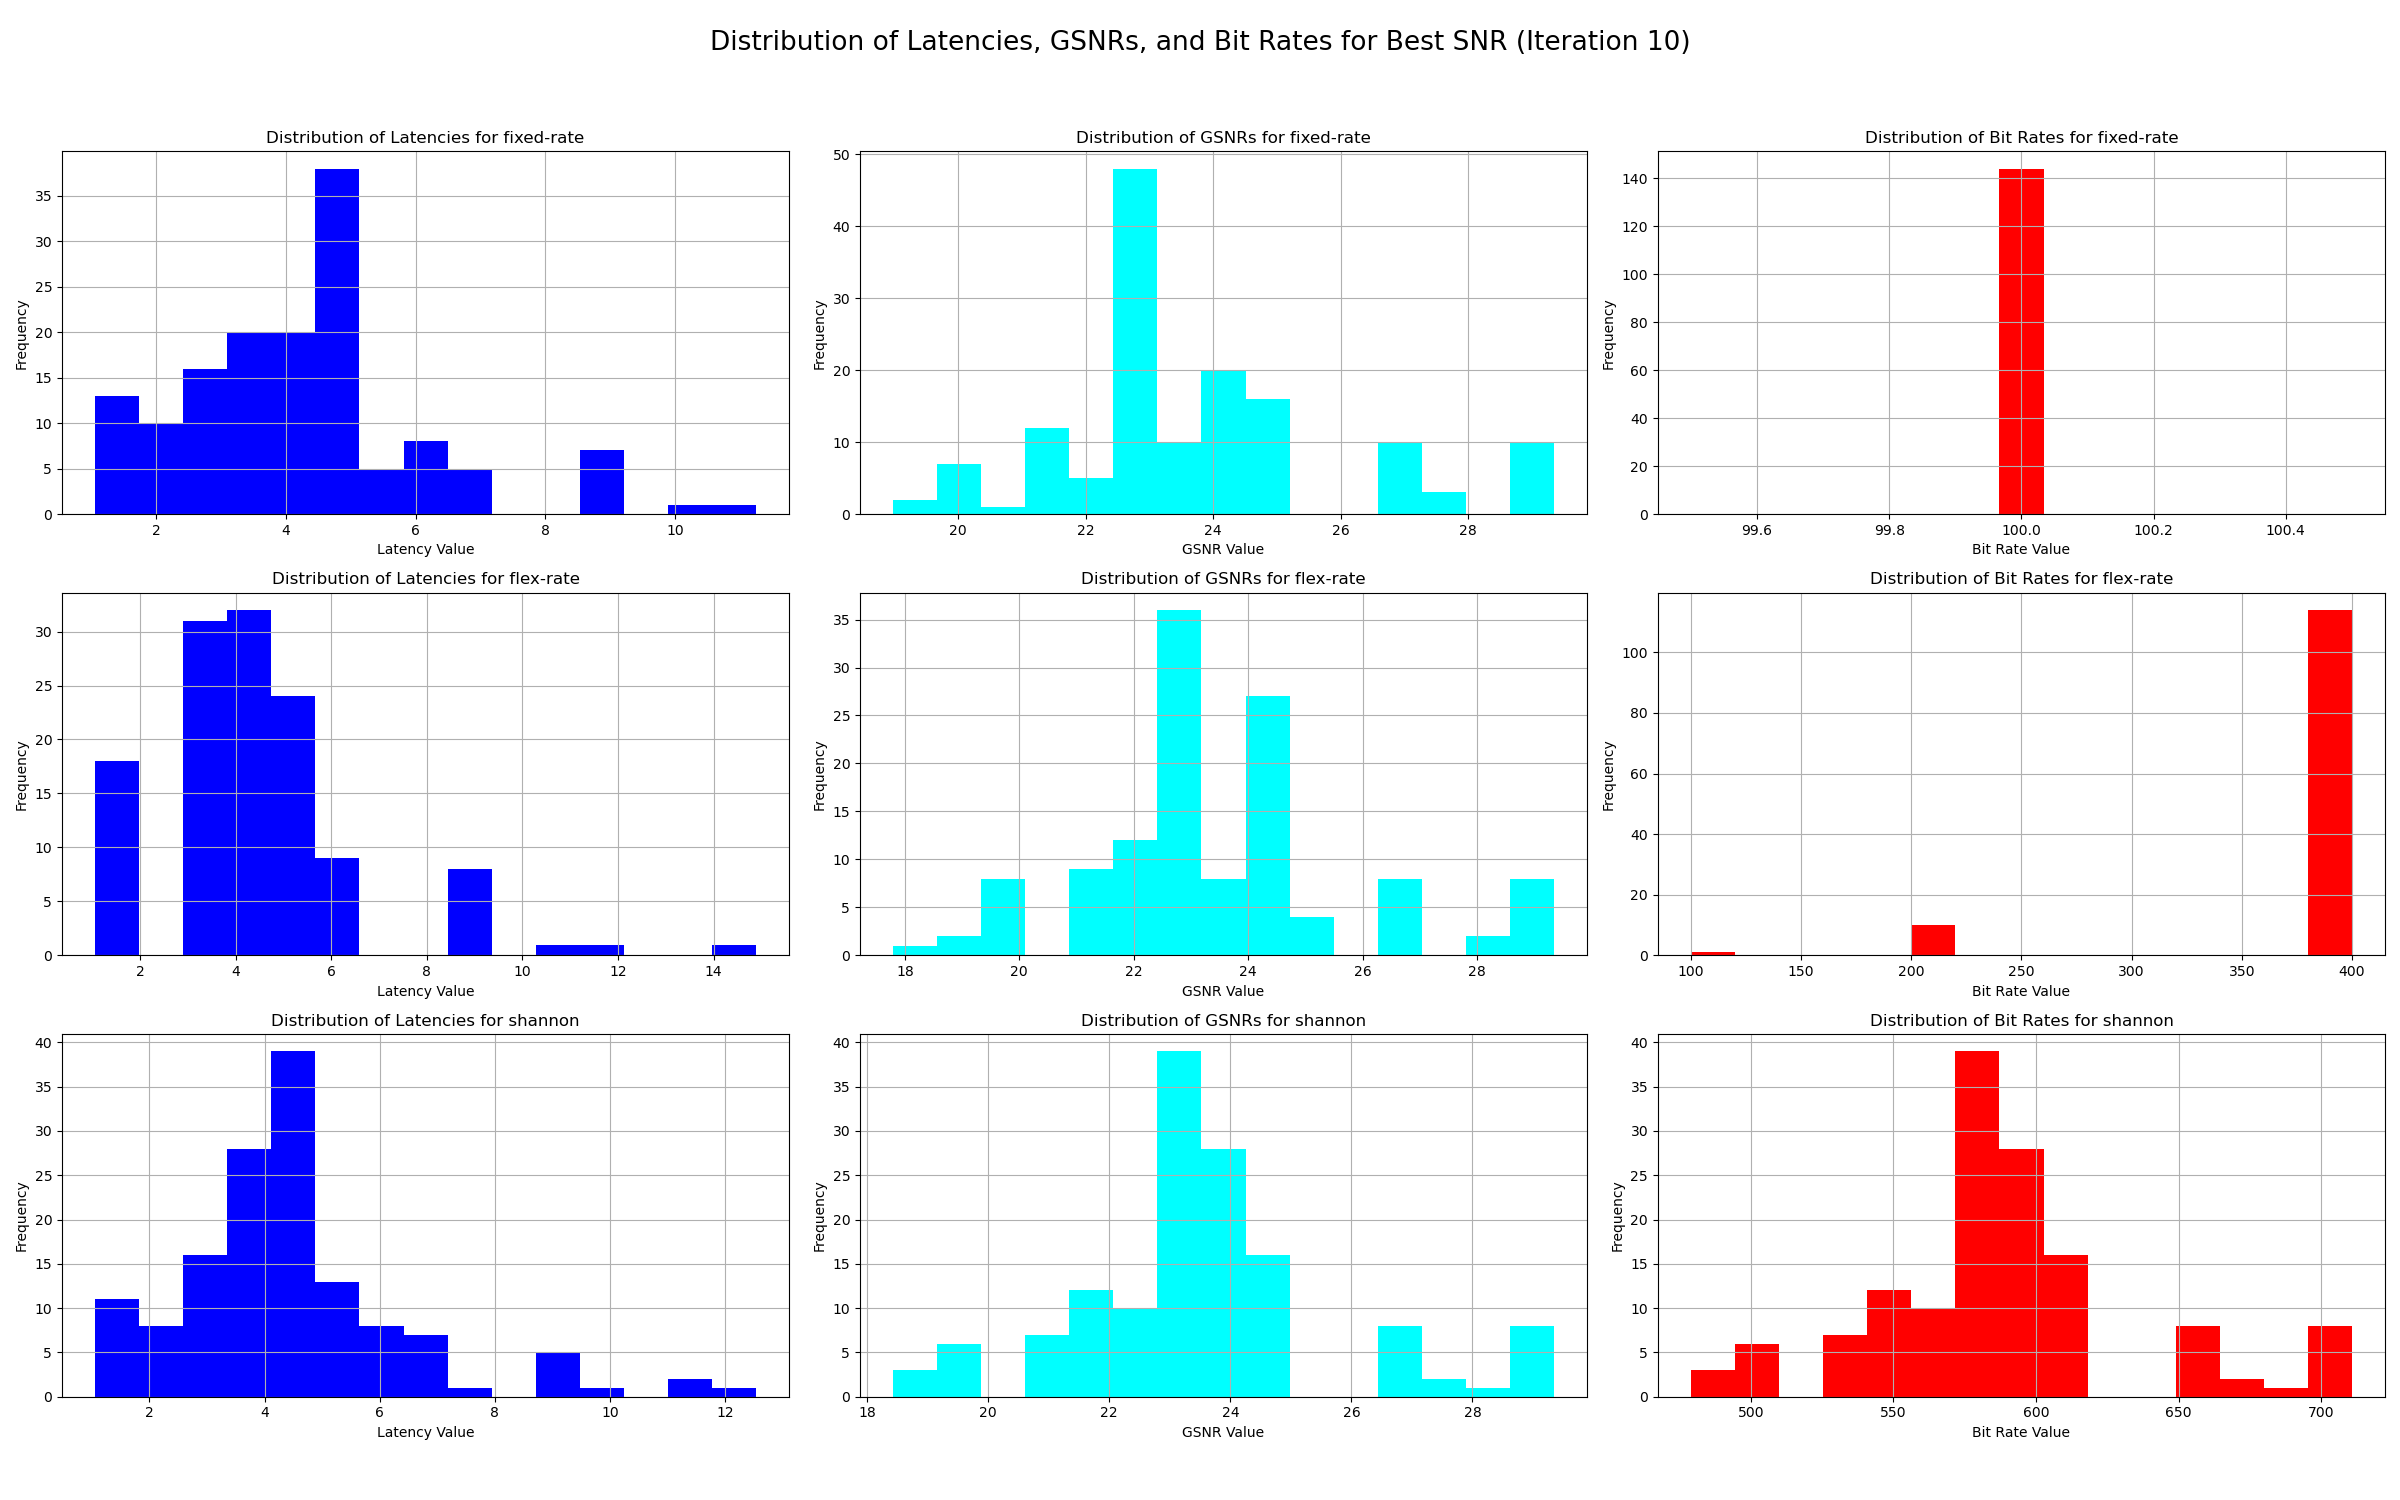 Distribution of Latencies, GSNRs, and Bit Rates for Best SNR (Iteration 10)
Distribution of Latencies for fixed-rate
Frequency
35
30
25
20
15
10
5
0
2 4 6 8 10
Latency Value
Distribution of GSNRs for fixed-rate
Frequency
50
40
30
20
10
0
20 22 24 26 28
GSNR Value
Distribution of Bit Rates for fixed-rate
Frequency
140
120
100
80
60
40
20
0
99.6 99.8 100.0 100.2 100.4
Bit Rate Value
Distribution of Latencies for flex-rate
Frequency
30
25
20
15
10
5
0
2 4 6 8 10 12 14
Latency Value
Distribution of GSNRs for flex-rate
Frequency
35
30
25
20
15
10
5
0
18 20 22 24 26 28
GSNR Value
Distribution of Bit Rates for flex-rate
Frequency
100
80
60
40
20
0
100 150 200 250 300 350 400
Bit Rate Value
Distribution of Latencies for shannon
Frequency
40
35
30
25
20
15
10
5
0
2 4 6 8 10 12
Latency Value
Distribution of GSNRs for shannon
Frequency
40
35
30
25
20
15
10
5
0
18 20 22 24 26 28
GSNR Value
Distribution of Bit Rates for shannon
Frequency
40
35
30
25
20
15
10
5
0
500 550 600 650 700
Bit Rate Value